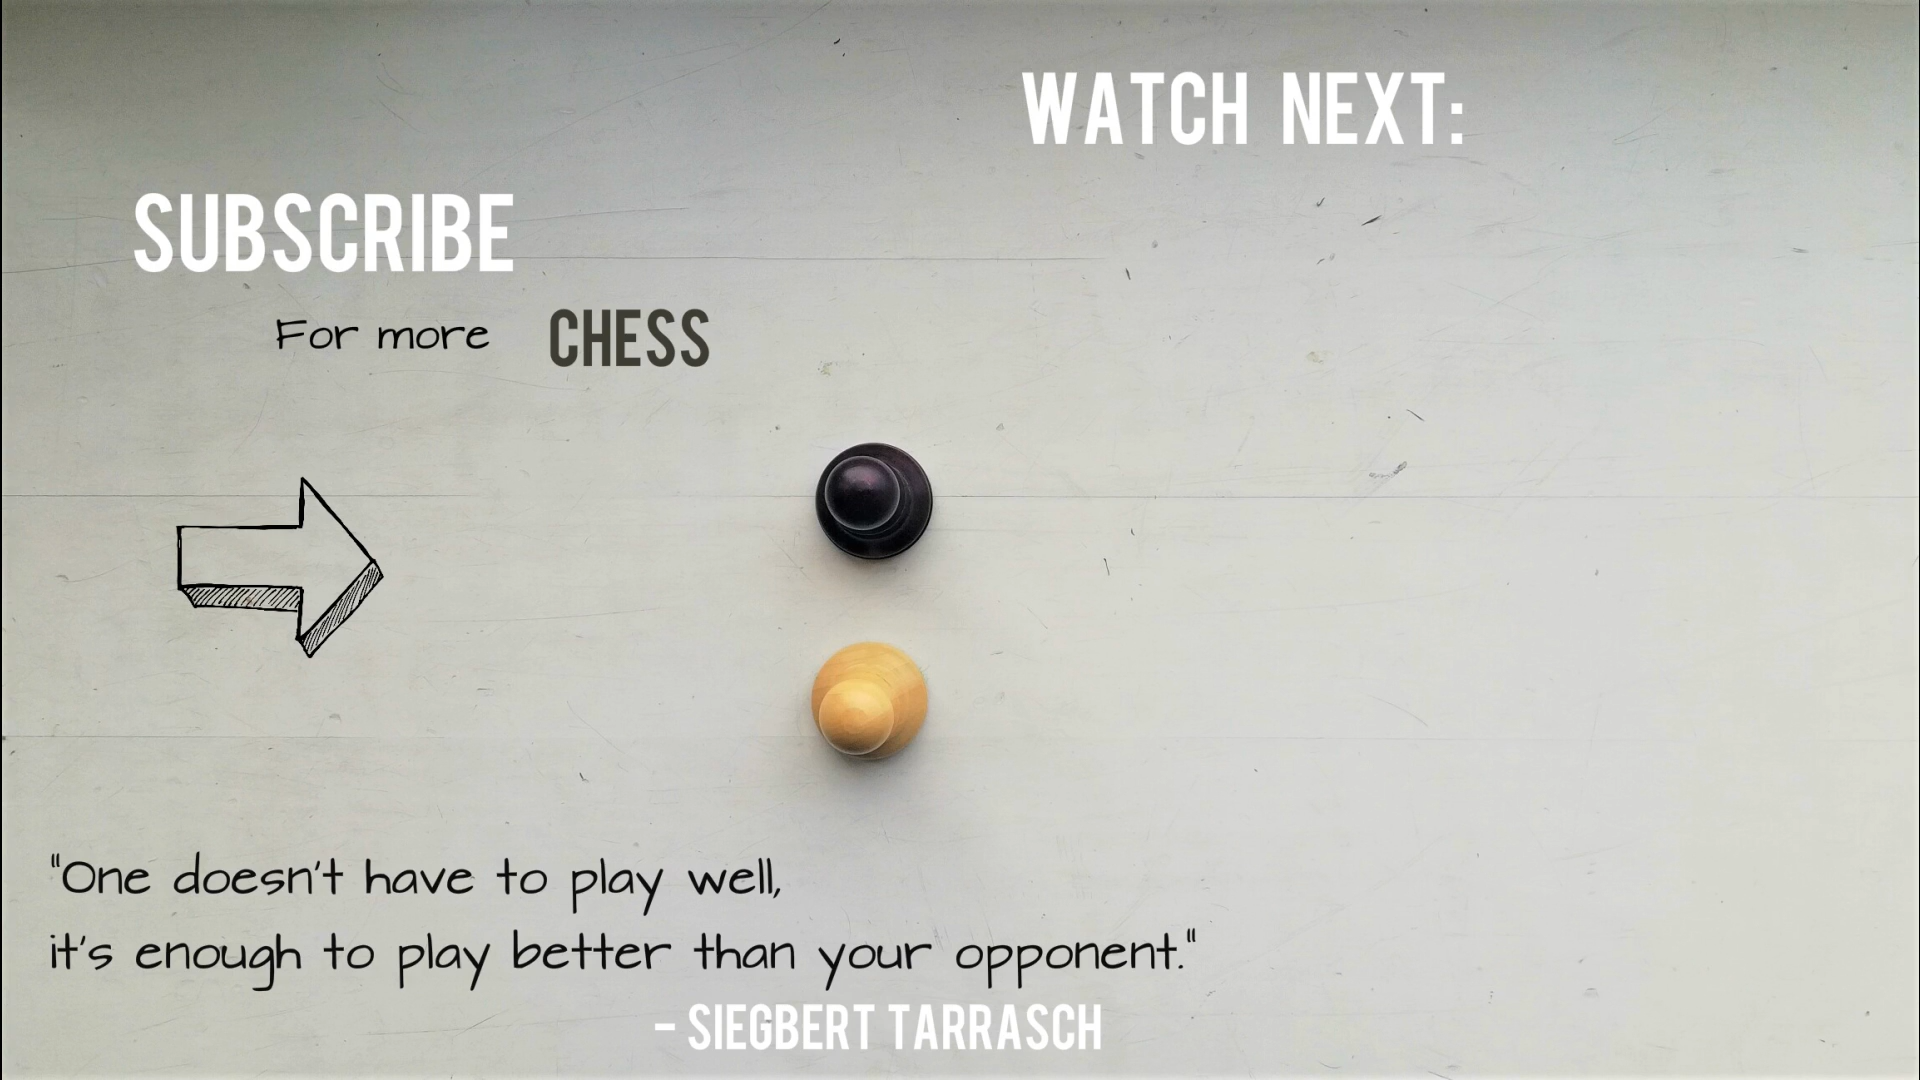 WATCH NEXT:
SUBSCRIBE
For more CHESS
"One doesn't have to play well,
it's enough to play better than your opponent."
- SIEGBERT TARRASCH